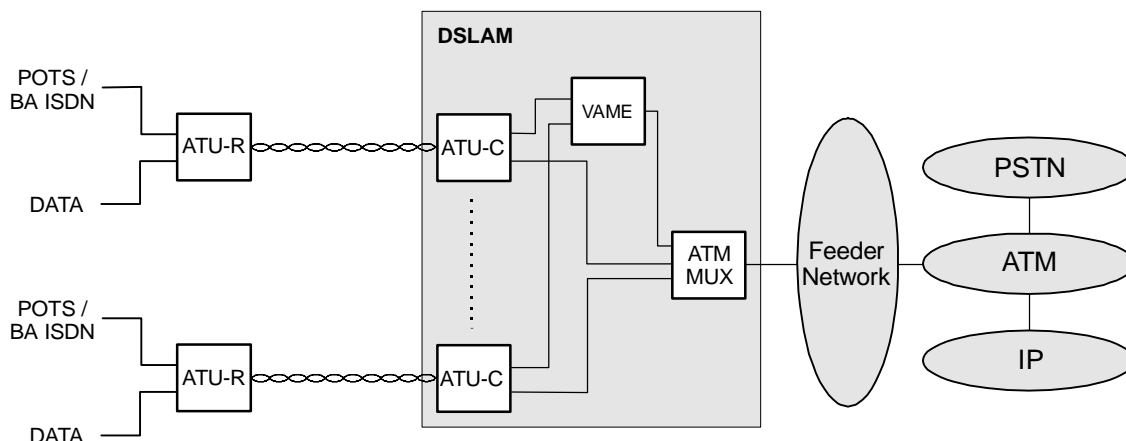 DSLAM
POTS /
BA ISDN
ATU-R
DATA
ATU-C
VAME
ATM
MUX
Feeder
Network
PSTN
ATM
IP
POTS /
BA ISDN
ATU-R
DATA
ATU-C